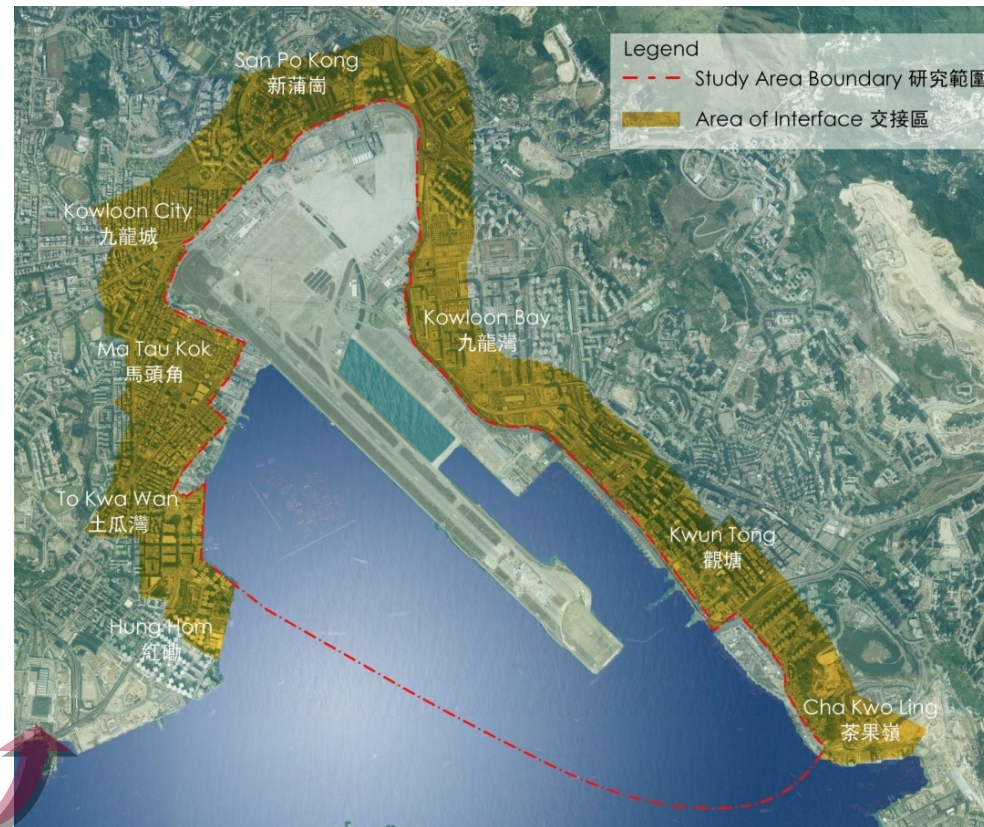 Legend
Study Area Boundary 研究範圍
Area of Interface 交接區
San Po Kong
新蒲崗
Kowloon City
九龍城
Kowloon Bay
九龍灣
Ma Tau Kok
馬頭角
To Kwa Wan
土瓜灣
Kwun Tong
觀塘
Hung Hom
紅磡
Cha Kwo Ling
茶果嶺